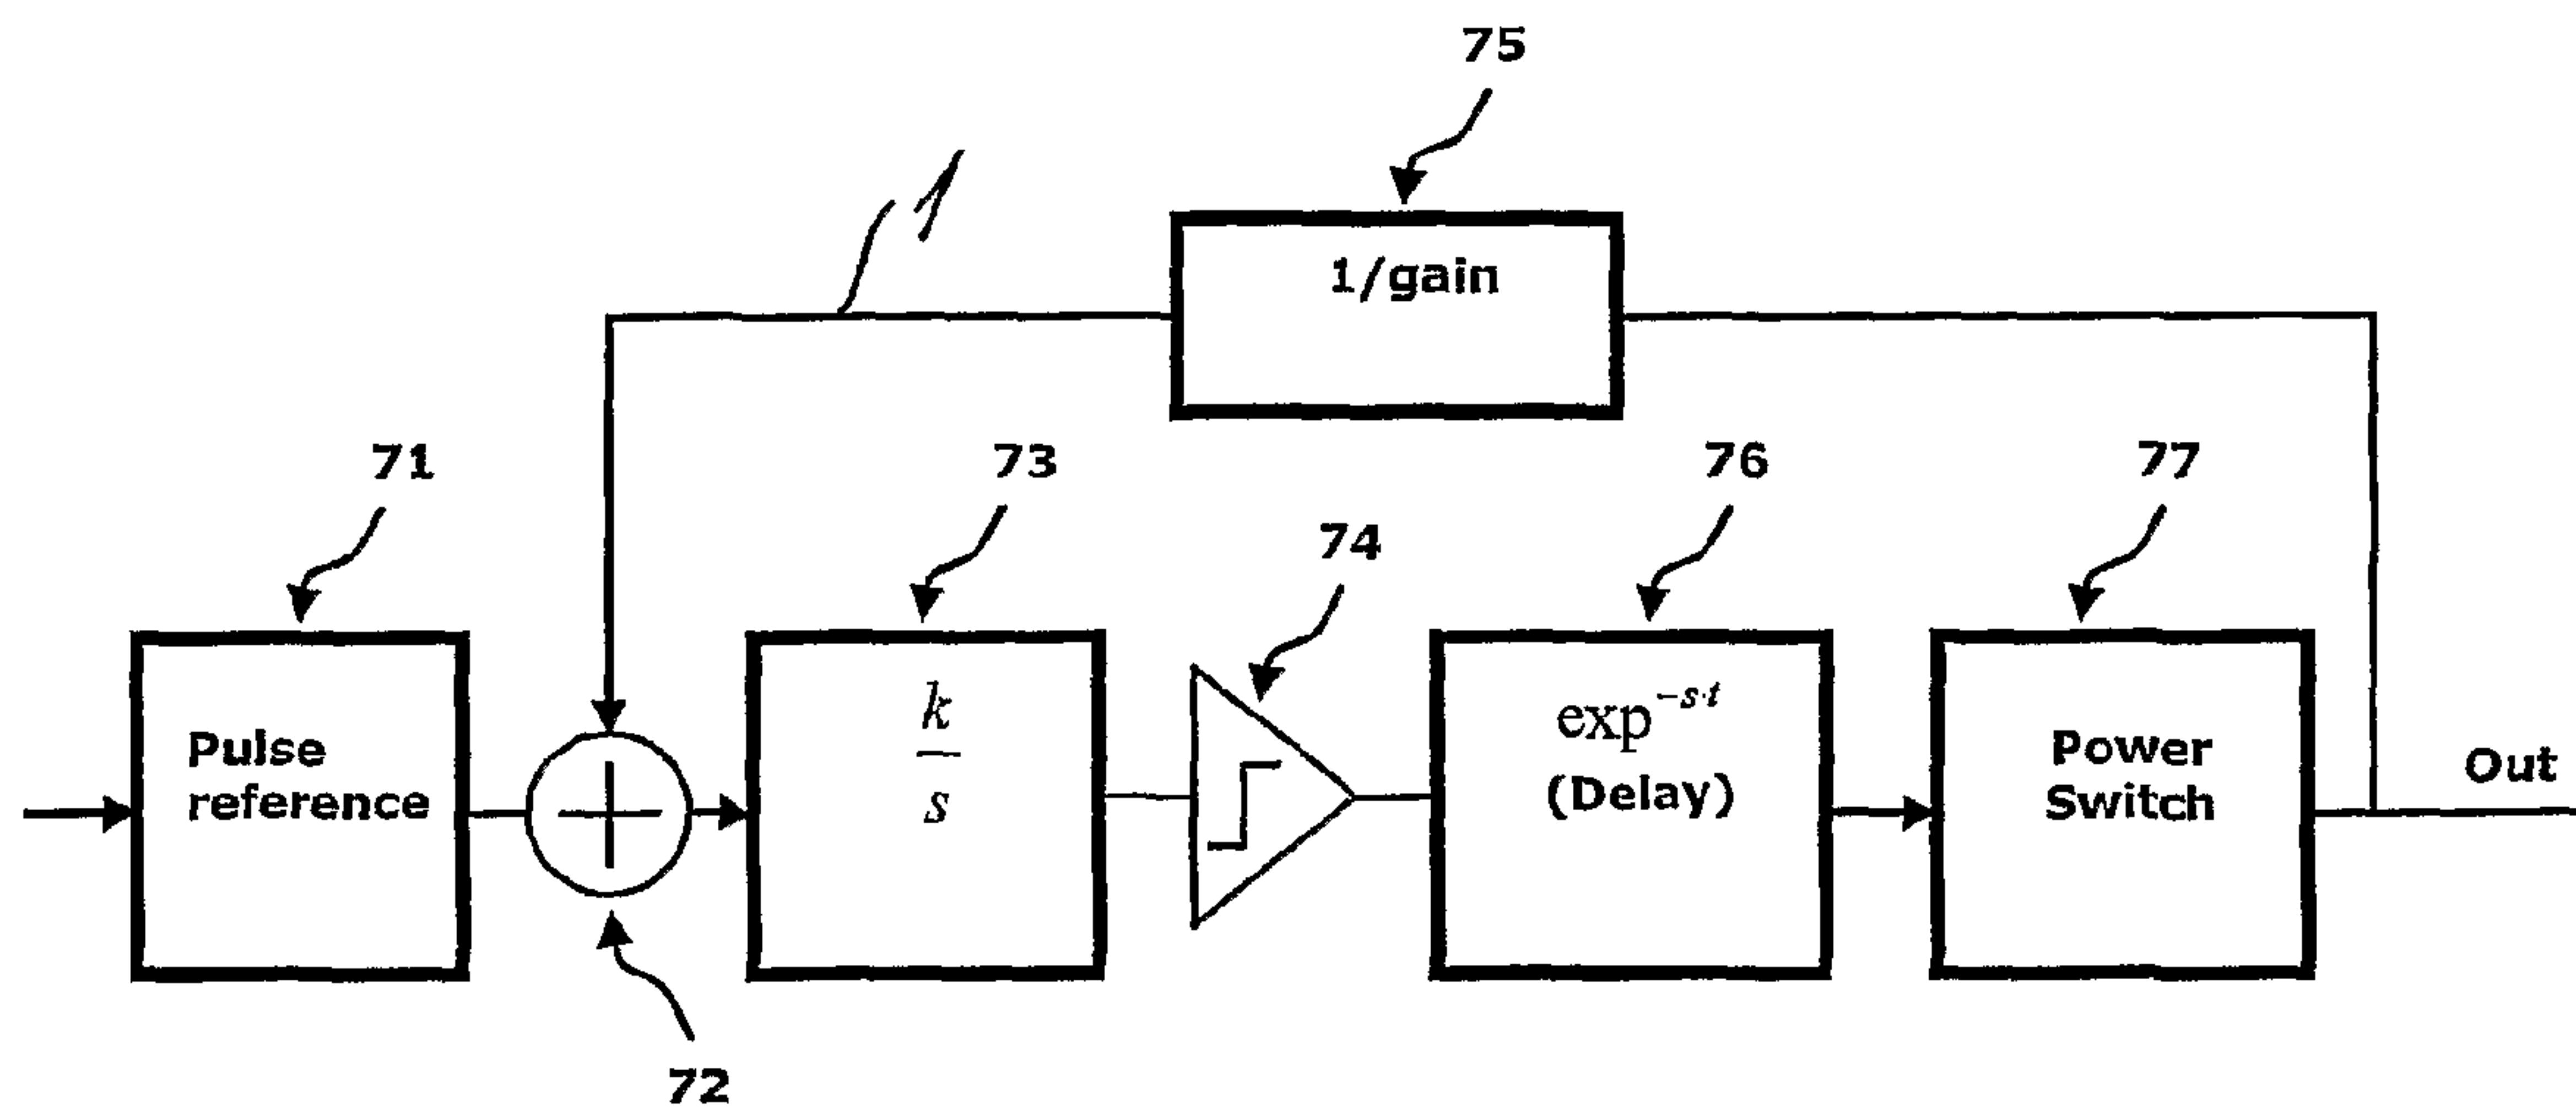 75
1
1/gain
71
73
74
76
77
Pulse
reference
k
s
exp^{-s·t}
(Delay)
Power
Switch
Out
72